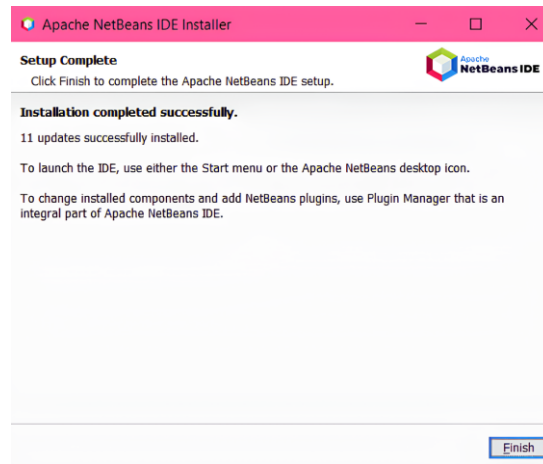 Apache NetBeans IDE Installer
Setup Complete
Click Finish to complete the Apache NetBeans IDE setup.
Apache
NetBeans IDE
Installation completed successfully.
11 updates successfully installed.
To launch the IDE, use either the Start menu or the Apache NetBeans desktop icon.
To change installed components and add NetBeans plugins, use Plugin Manager that is an
integral part of Apache NetBeans IDE.
Finish